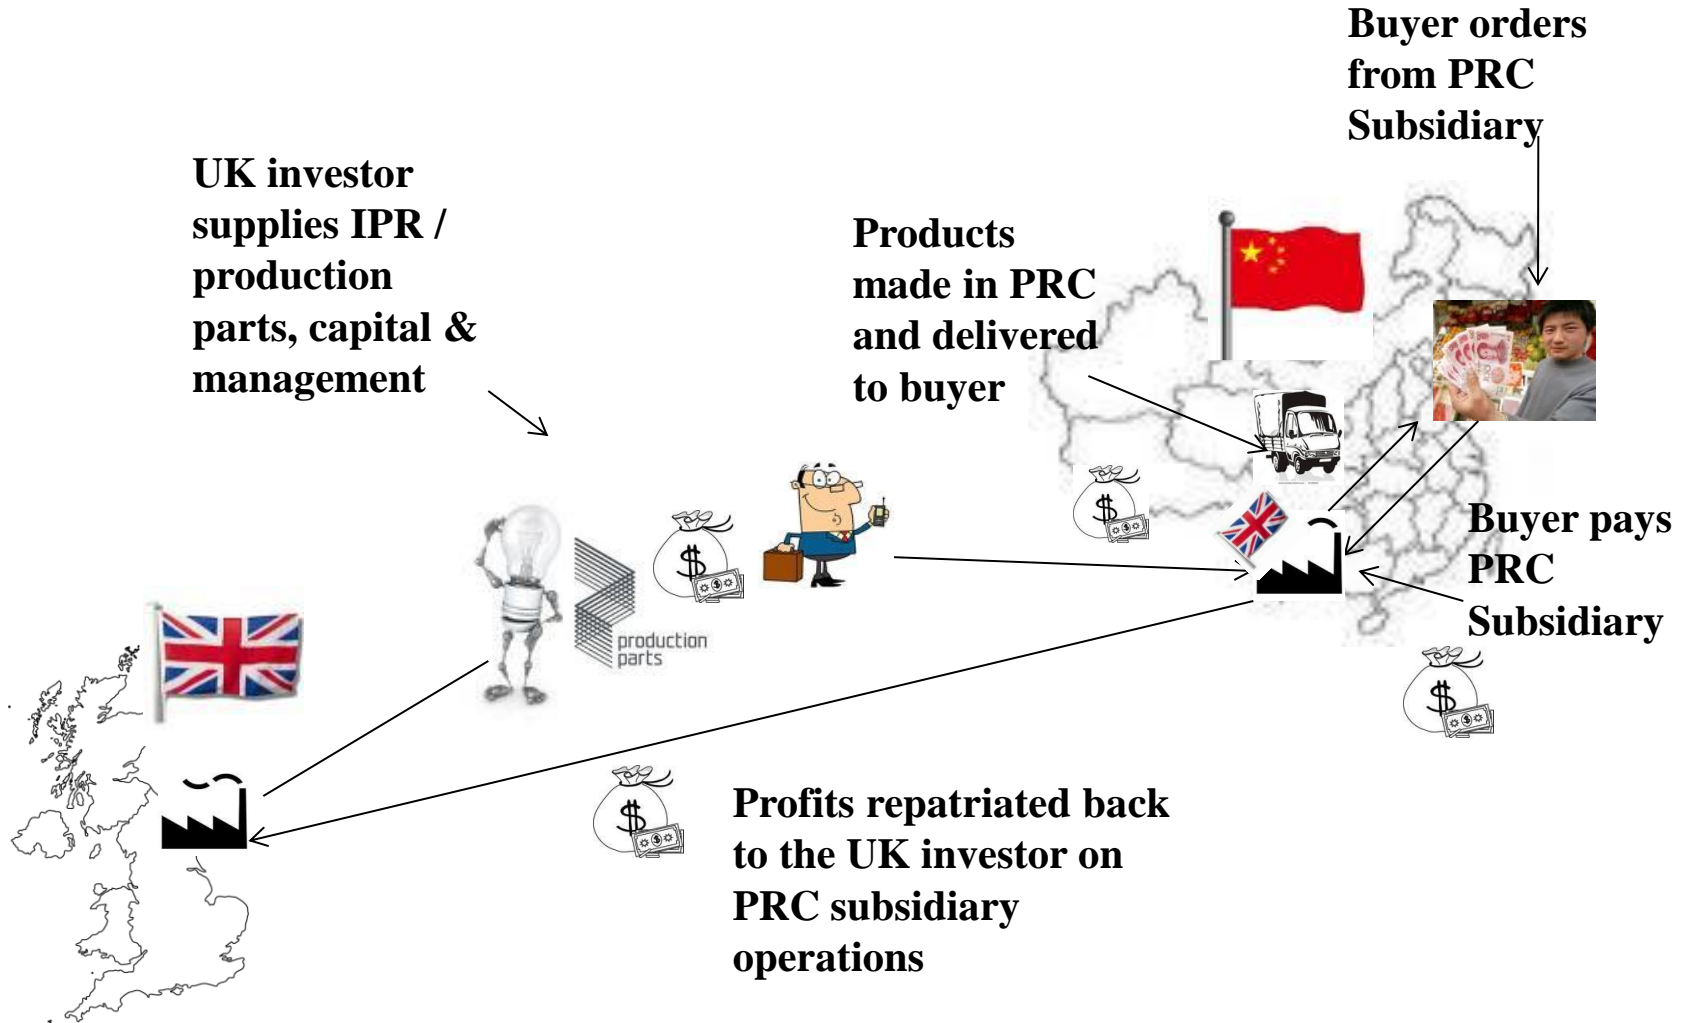 Buyer orders
from PRC
Subsidiary
UK investor
supplies IPR /
production
parts, capital &
management
Products
made in PRC
and delivered
to buyer
Buyer pays
PRC
Subsidiary
production
parts
Profits repatriated back
to the UK investor on
PRC subsidiary
operations